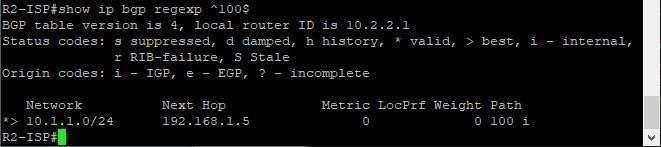 R2-ISP#show ip bgp regexp ^100$
BGP table version is 4, local router ID is 10.2.2.1
Status codes: s suppressed, d damped, h history, * valid, > best, i - internal,
              r RIB-failure, S Stale
Origin codes: i - IGP, e - EGP, ? - incomplete

   Network          Next Hop            Metric LocPrf Weight Path
*> 10.1.1.0/24      192.168.1.5              0             0 100 i
R2-ISP#